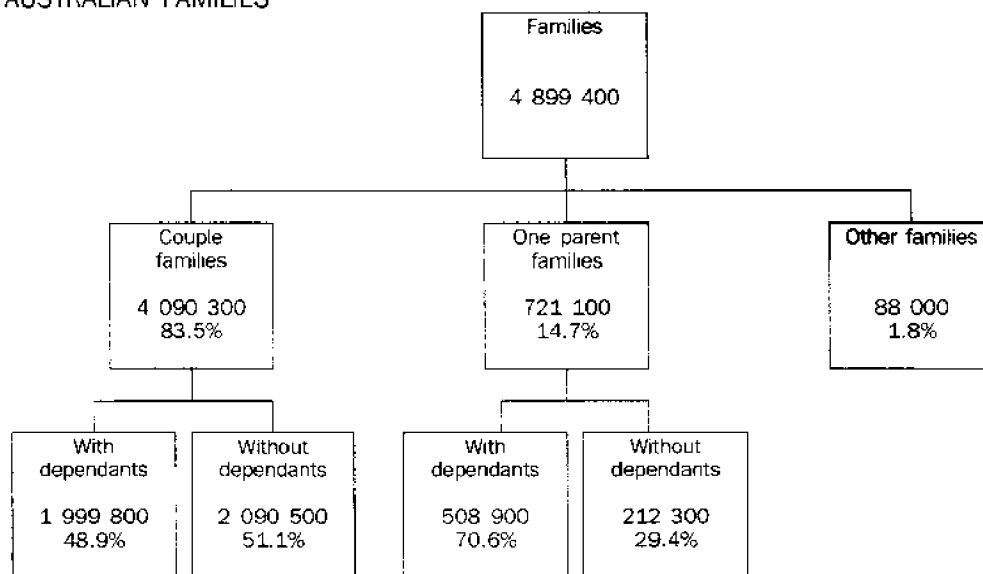 AUSTRALIAN FAMILIES
Families
4 899 400
Couple
families
4 090 300
83.5%
One parent
families
721 100
14.7%
Other families
88 000
1.8%
With
dependants
1 999 800
48.9%
Without
dependants
2 090 500
51.1%
With
dependants
508 900
70.6%
Without
dependants
212 300
29.4%